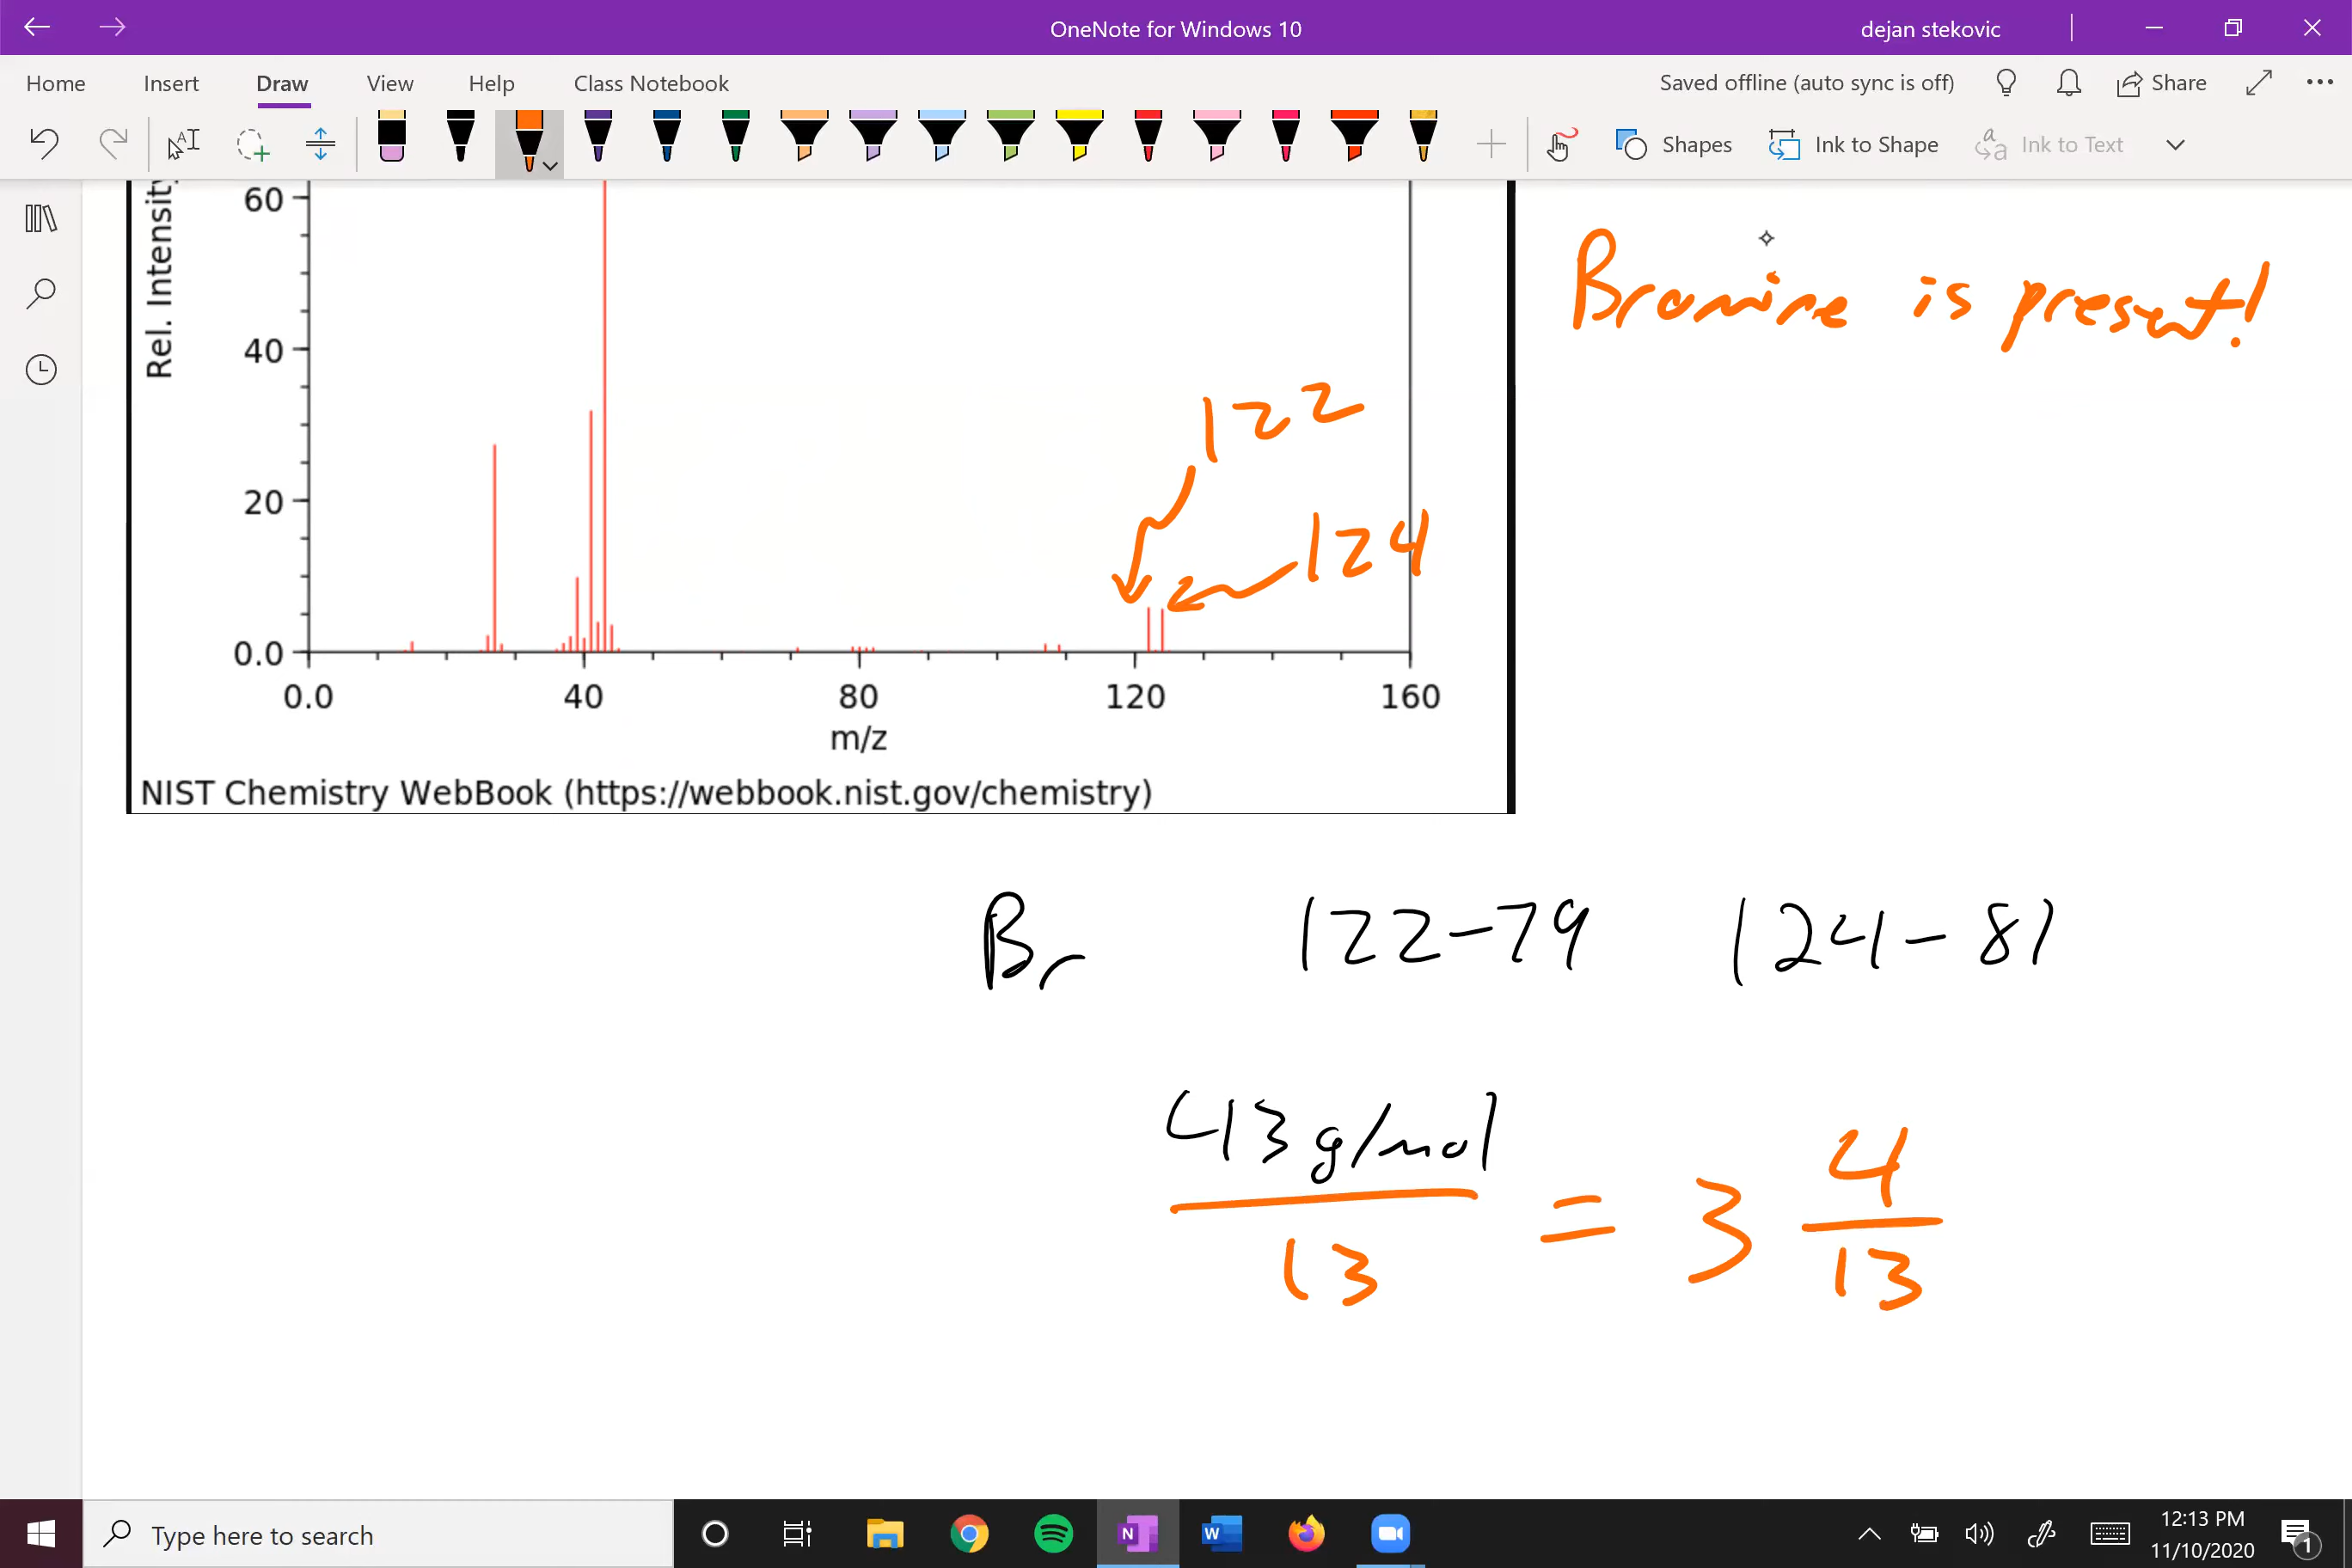 OneNote for Windows 10
dejan stekovic
Home Insert Draw View Help Class Notebook
Saved offline (auto sync is off) Share
Shapes Ink to Shape Ink to Text
Bromine is present!
Rel. Intensity
60
40
20
0.0
122
124
0.0 40 80 120 160
m/z
NIST Chemistry WebBook (https://webbook.nist.gov/chemistry)
Br 122-79 124-81
43 g/mol
13
= 3 4
13
Type here to search
12:13 PM
11/10/2020
1